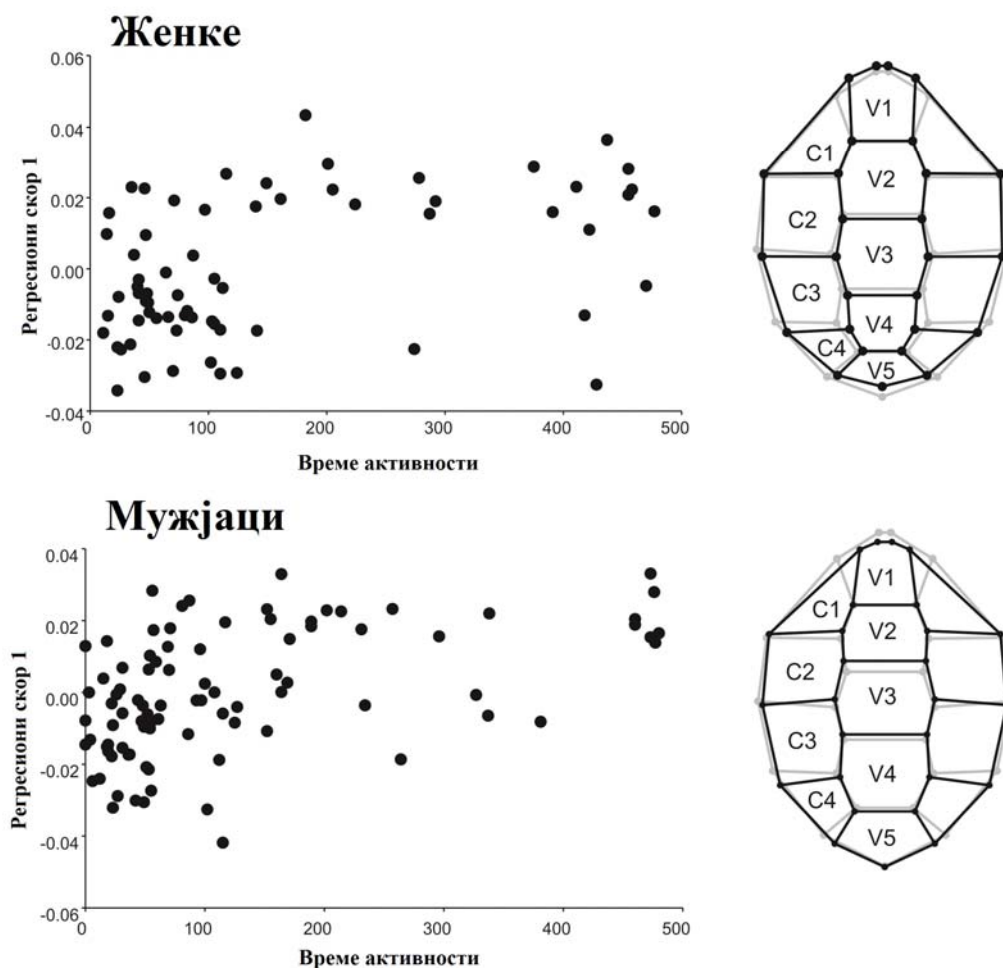 Женке
0.06
0.04
0.02
0.00
-0.02
-0.04
Регресиони скор 1
0 100 200 300 400 500
Време активности
V1
C1
V2
C2
V3
C3
V4
C4
V5
Мужјаци
0.04
0.02
0.00
-0.02
-0.04
-0.06
Регресиони скор 1
0 100 200 300 400 500
Време активности
V1
C1
V2
C2
V3
C3
V4
C4
V5